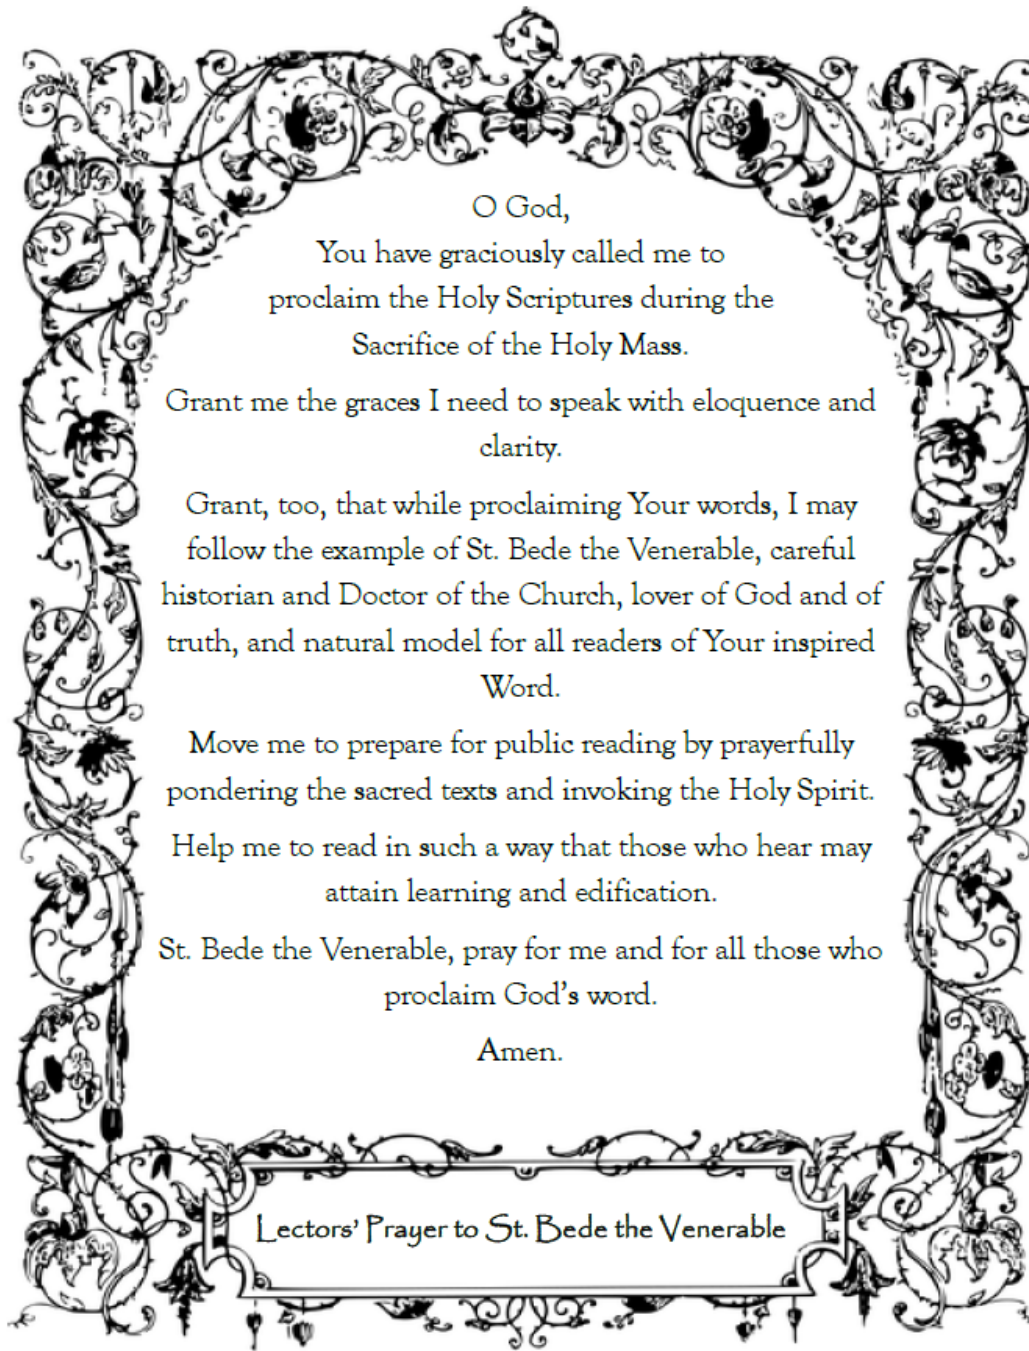 O God,
You have graciously called me to
proclaim the Holy Scriptures during the
Sacrifice of the Holy Mass.
Grant me the graces I need to speak with eloquence and
clarity.
Grant, too, that while proclaiming Your words, I may
follow the example of St. Bede the Venerable, careful
historian and Doctor of the Church, lover of God and of
truth, and natural model for all readers of Your inspired
Word.
Move me to prepare for public reading by prayerfully
pondering the sacred texts and invoking the Holy Spirit.
Help me to read in such a way that those who hear may
attain learning and edification.
St. Bede the Venerable, pray for me and for all those who
proclaim God's word.
Amen.
Lectors' Prayer to St. Bede the Venerable